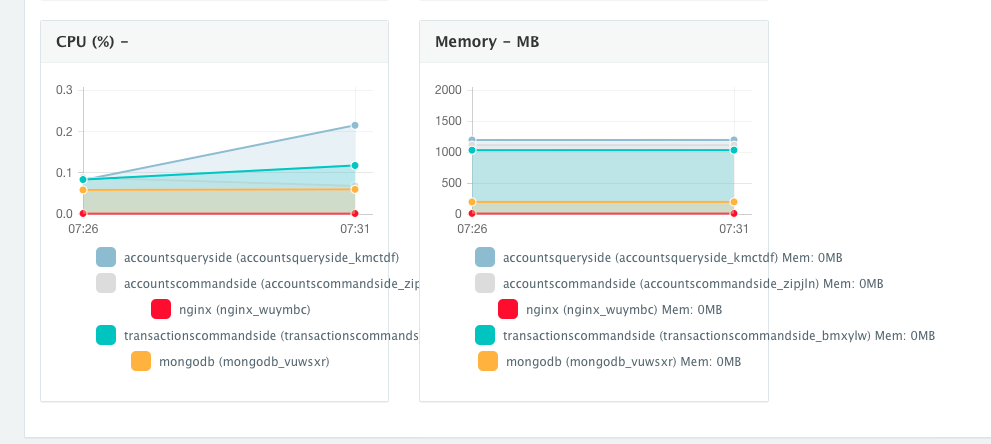 CPU (%) –
0.3
0.2
0.1
0.0
07:26 07:31
accountsqueryside (accountsqueryside_kmctdf)
accountscommandside (accountscommandside_zip
nginx (nginx_wuymbc)
transactionscommandside (transactionscommands
mongodb (mongodb_vuwsxr)
Memory – MB
2000
1500
1000
500
0
07:26 07:31
accountsqueryside (accountsqueryside_kmctdf) Mem: 0MB
accountscommandside (accountscommandside_zipjln) Mem: 0MB
nginx (nginx_wuymbc) Mem: 0MB
transactionscommandside (transactionscommandside_bmxylw) Mem: 0MB
mongodb (mongodb_vuwsxr) Mem: 0MB